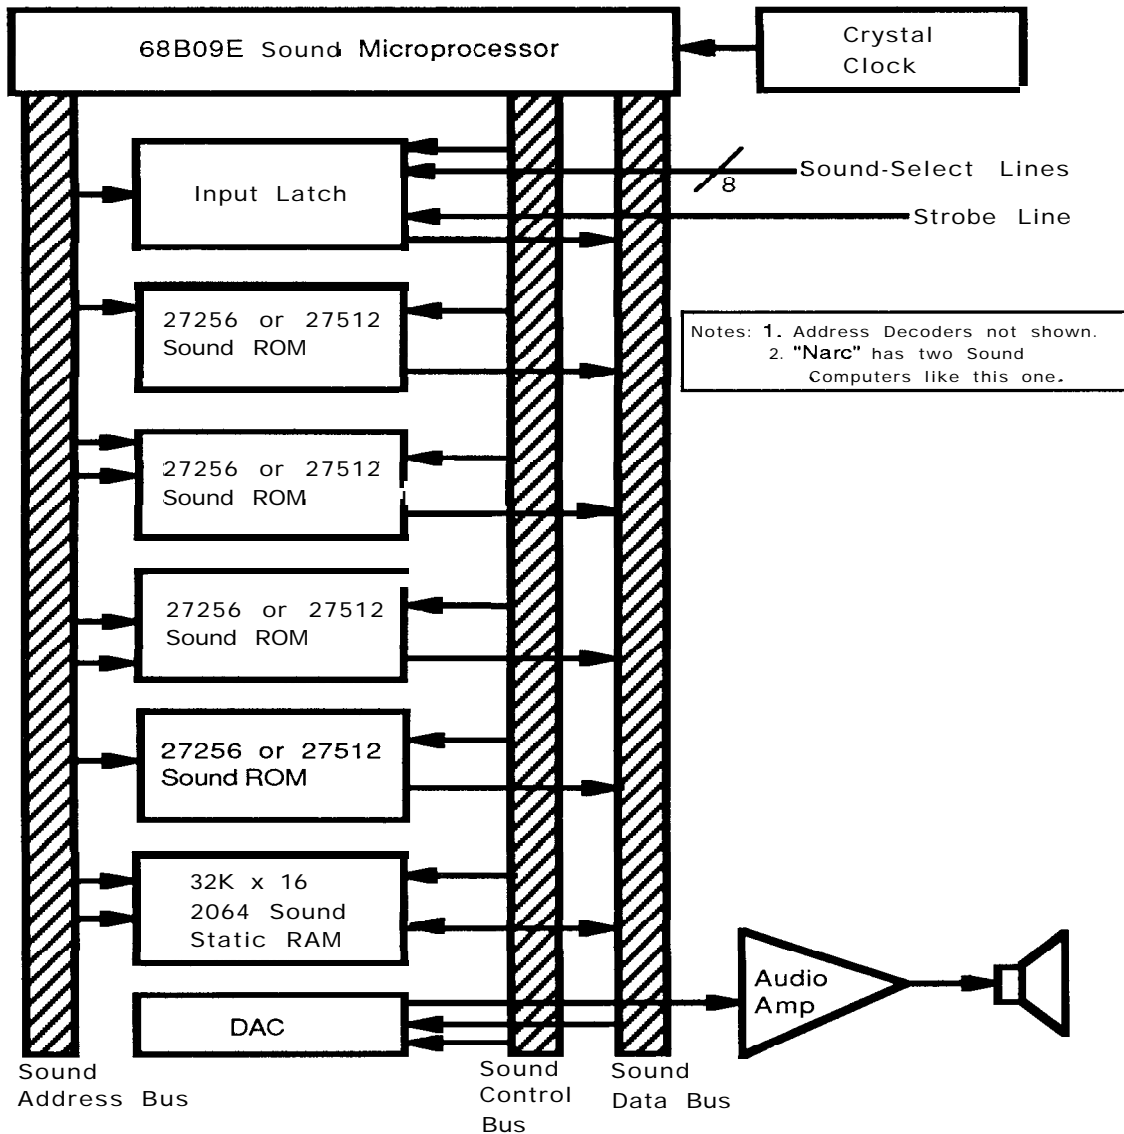 68B09E Sound Microprocessor
Crystal
Clock
Input Latch
8
Sound-Select Lines
Strobe Line
27256 or 27512
Sound ROM
Notes: 1. Address Decoders not shown.
2. "Narc" has two Sound
Computers like this one.
27256 or 27512
Sound ROM
27256 or 27512
Sound ROM
27256 or 27512
Sound ROM
32K x 16
2064 Sound
Static RAM
Audio
Amp
DAC
Sound
Address Bus
Sound
Control
Bus
Sound
Data Bus